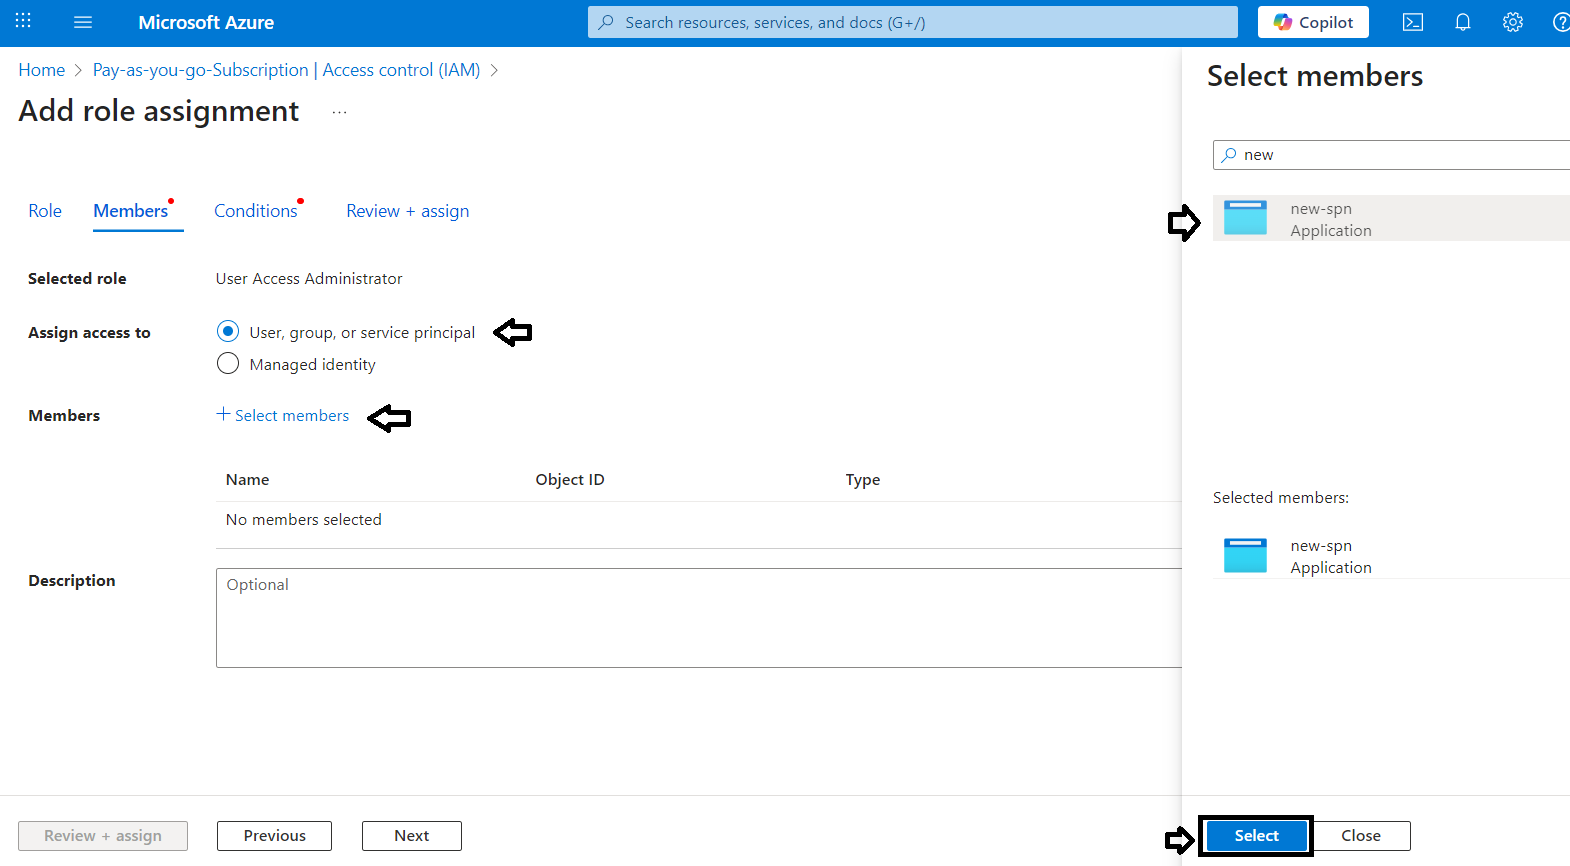 Microsoft Azure
Search resources, services, and docs (G+/)
Copilot
Home > Pay-as-you-go-Subscription | Access control (IAM) >
Add role assignment ...
Role Members Conditions Review + assign
Selected role User Access Administrator
Assign access to User, group, or service principal
Managed identity
Members + Select members
Name Object ID Type
No members selected
Description Optional
Review + assign Previous Next
Select members
new
new-spn
Application
Selected members:
new-spn
Application
Select Close